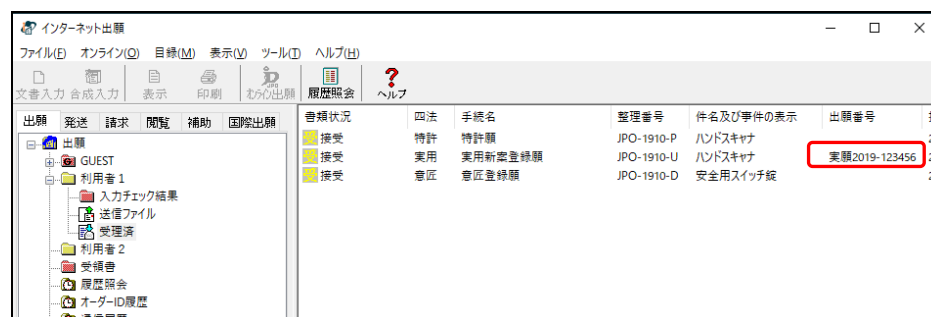 インターネット出願
ファイル(F) オンライン(O) 目録(M) 表示(V) ツール(T) ヘルプ(H)
文書入力 合成入力 表示 印刷 履歴照会 ヘルプ
出願 発送 請求 閲覧 補助 国際出願
書類状況 四法 手続名 整理番号 件名及び事件の表示 出願番号
受 接受 特許 特許願 JPO-1910-P ハンドスキャナ
受 接受 実用 実用新案登録願 JPO-1910-U ハンドスキャナ 実願2019-123456
受 接受 意匠 意匠登録願 JPO-1910-D 安全用スイッチ錠
出願
GUEST
利用者1
入力チェック結果
送信ファイル
受理済
利用者2
受領書
履歴照会
オーダーID履歴